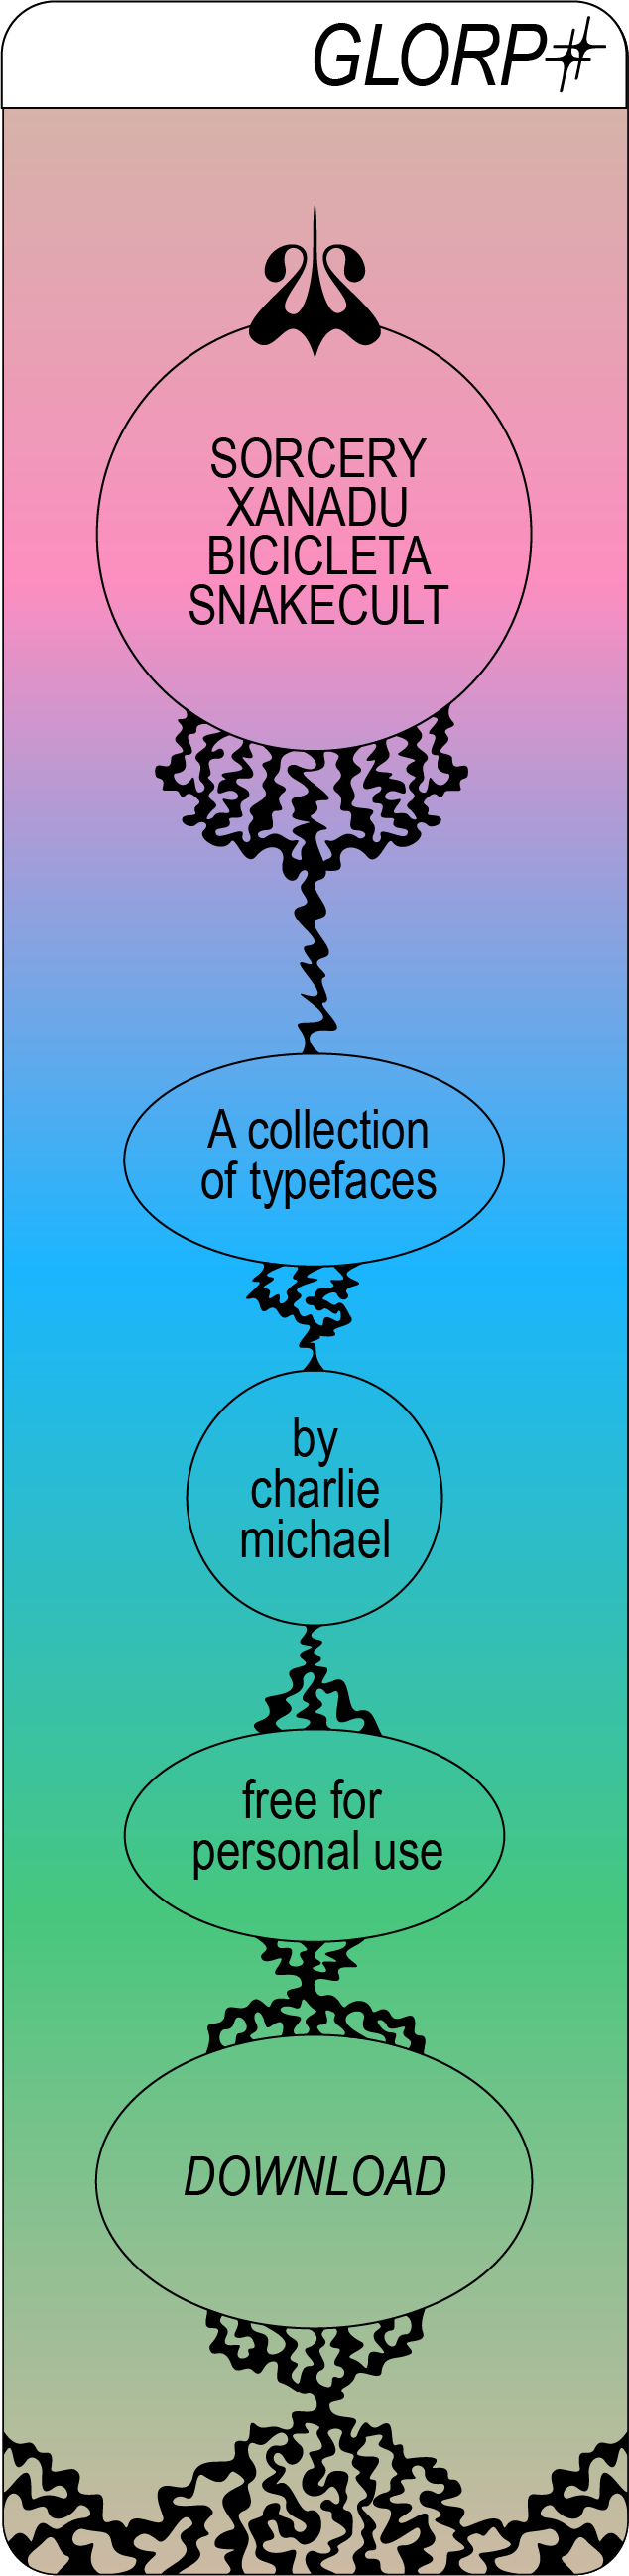 GLORP
SORCERY
XANADU
BICICLETA
SNAKECULT
A collection
of typefaces
by
charlie
michael
free for
personal use
DOWNLOAD